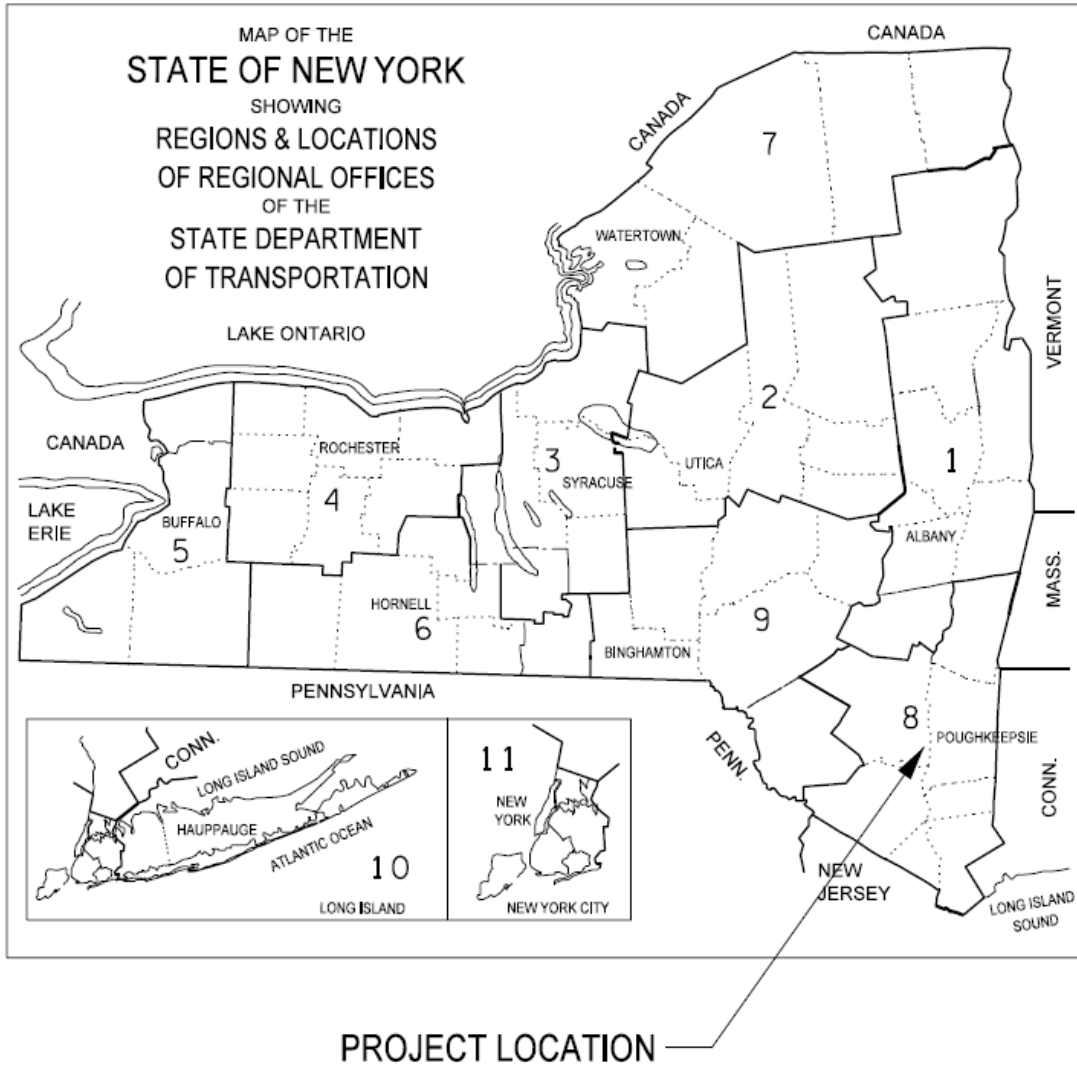 MAP OF THE
STATE OF NEW YORK
SHOWING
REGIONS & LOCATIONS
OF REGIONAL OFFICES
OF THE
STATE DEPARTMENT
OF TRANSPORTATION
CANADA
CANADA
7
WATERTOWN
VERMONT
LAKE ONTARIO
2
CANADA
ROCHESTER
3
SYRACUSE
UTICA
1
4
LAKE
ERIE
BUFFALO
5
ALBANY
MASS.
HORNELL
6
9
BINGHAMTON
PENNSYLVANIA
8
POUGHKEEPSIE
PENN.
CONN.
CONN.
LONG ISLAND SOUND
HAUPPAUGE
ATLANTIC OCEAN
10
LONG ISLAND
11
NEW
YORK
NEW YORK CITY
NEW
JERSEY
LONG ISLAND
SOUND
PROJECT LOCATION